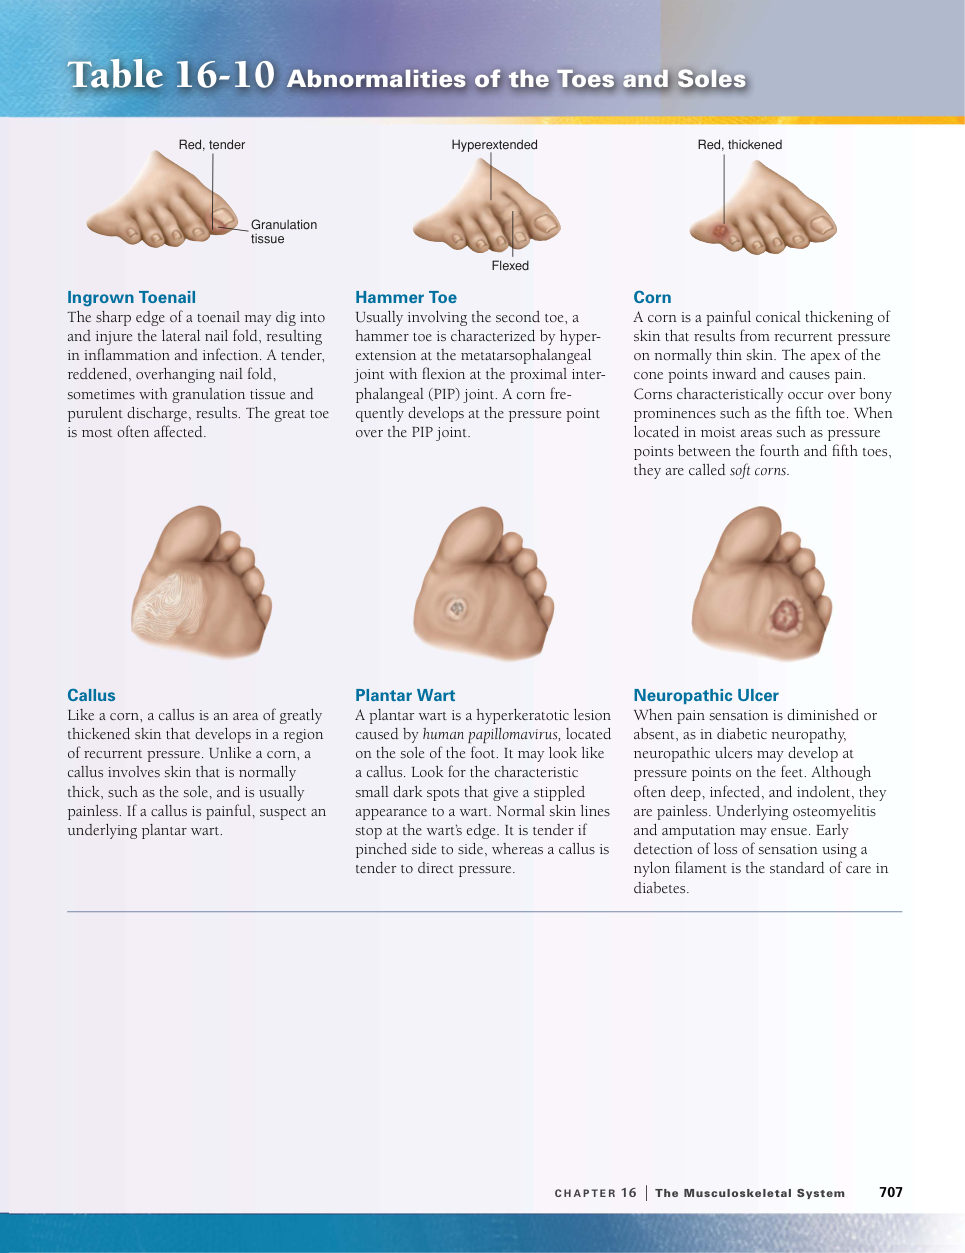 Table 16-10 Abnormalities of the Toes and Soles
Red, tender
Granulation
tissue
Hyperextended
Flexed
Red, thickened
Ingrown Toenail
The sharp edge of a toenail may dig into
and injure the lateral nail fold, resulting
in inflammation and infection. A tender,
reddened, overhanging nail fold,
sometimes with granulation tissue and
purulent discharge, results. The great toe
is most often affected.
Hammer Toe
Usually involving the second toe, a
hammer toe is characterized by hyper-
extension at the metatarsophalangeal
joint with flexion at the proximal inter-
phalangeal (PIP) joint. A corn fre-
quently develops at the pressure point
over the PIP joint.
Corn
A corn is a painful conical thickening of
skin that results from recurrent pressure
on normally thin skin. The apex of the
cone points inward and causes pain.
Corns characteristically occur over bony
prominences such as the fifth toe. When
located in moist areas such as pressure
points between the fourth and fifth toes,
they are called soft corns.
Callus
Like a corn, a callus is an area of greatly
thickened skin that develops in a region
of recurrent pressure. Unlike a corn, a
callus involves skin that is normally
thick, such as the sole, and is usually
painless. If a callus is painful, suspect an
underlying plantar wart.
Plantar Wart
A plantar wart is a hyperkeratotic lesion
caused by human papillomavirus, located
on the sole of the foot. It may look like
a callus. Look for the characteristic
small dark spots that give a stippled
appearance to a wart. Normal skin lines
stop at the wart's edge. It is tender if
pinched side to side, whereas a callus is
tender to direct pressure.
Neuropathic Ulcer
When pain sensation is diminished or
absent, as in diabetic neuropathy,
neuropathic ulcers may develop at
pressure points on the feet. Although
often deep, infected, and indolent, they
are painless. Underlying osteomyelitis
and amputation may ensue. Early
detection of loss of sensation using a
nylon filament is the standard of care in
diabetes.
CHAPTER 16 | The Musculoskeletal System 707